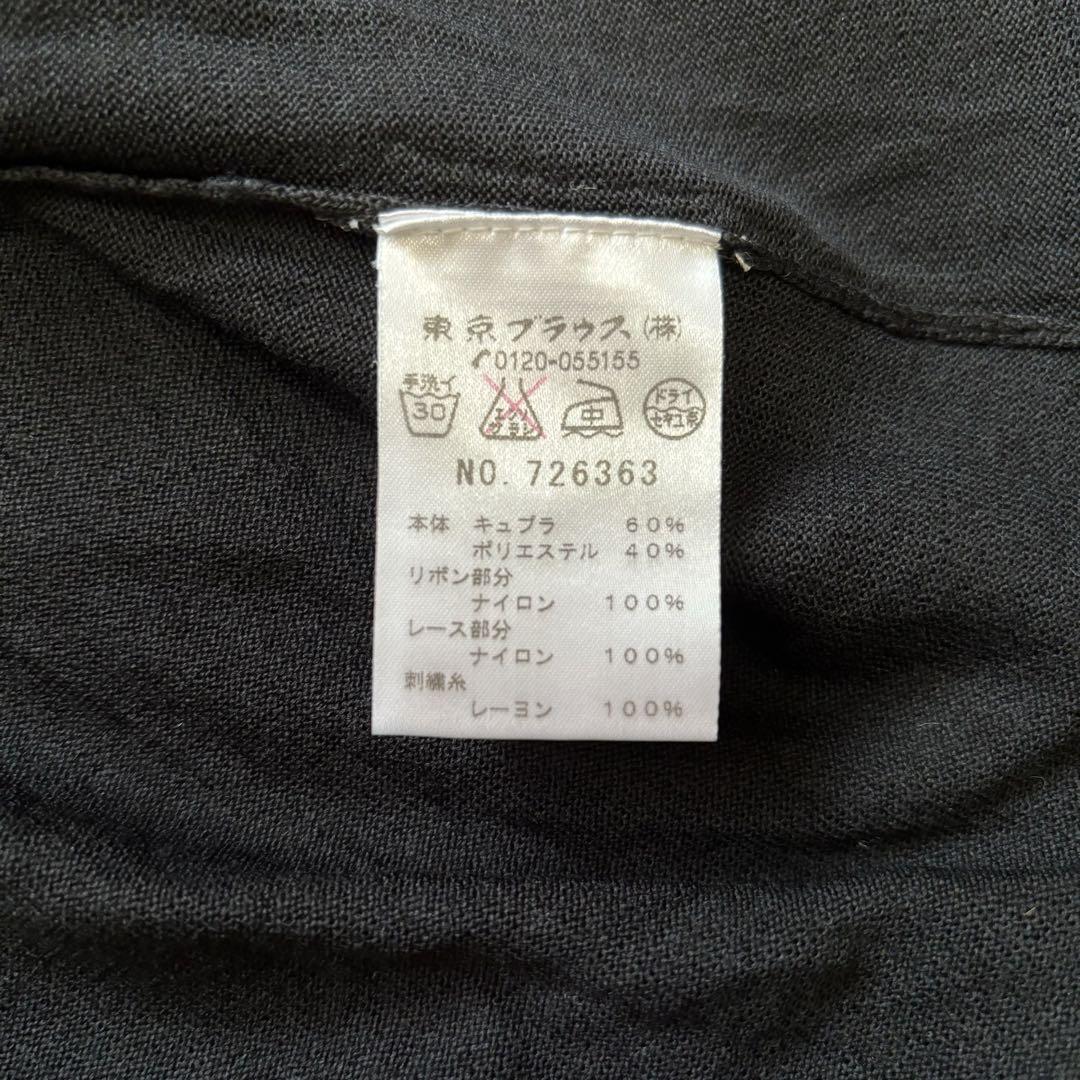 東京ブラウス(株)
0120-055155
手洗イ 30 エンソ サラシ 中 ドライ セキユ系
NO. 726363
本体 キュプラ 60%
ポリエステル 40%
リボン部分
ナイロン 100%
レース部分
ナイロン 100%
刺繍糸
レーヨン 100%